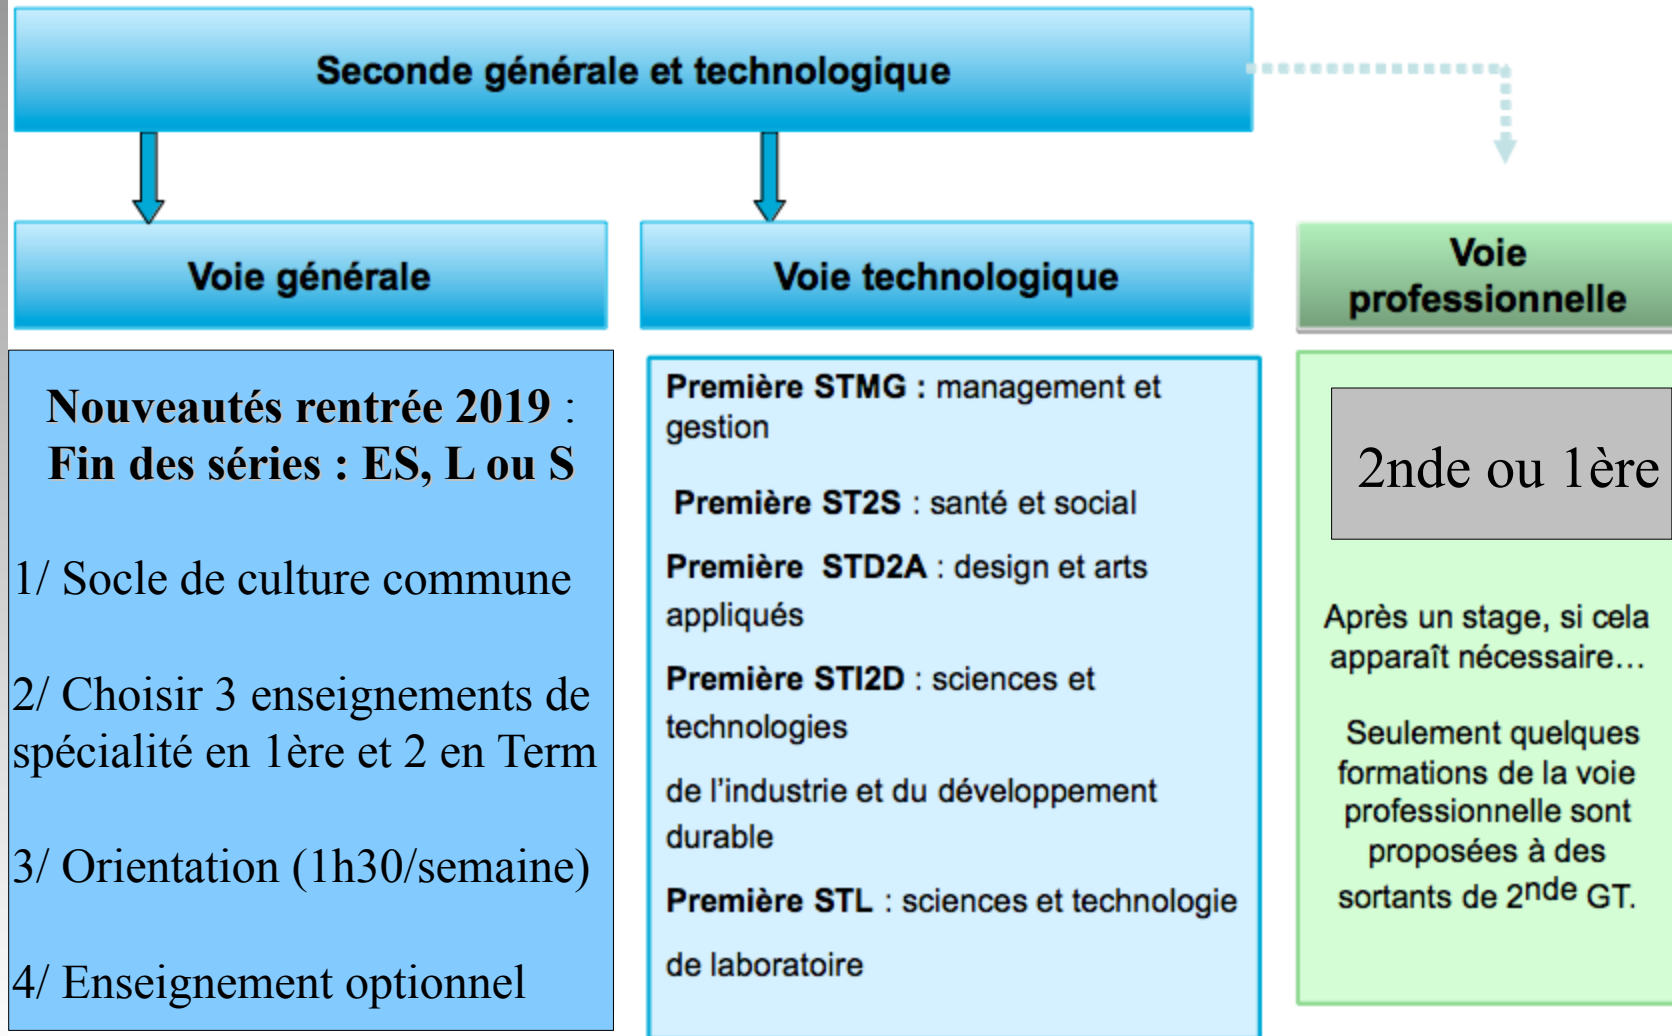 Seconde générale et technologique
Voie générale
Voie technologique
Voie
professionnelle
Nouveautés rentrée 2019 :
Fin des séries : ES, L ou S
1/ Socle de culture commune
2/ Choisir 3 enseignements de
spécialité en 1ère et 2 en Term
3/ Orientation (1h30/semaine)
4/ Enseignement optionnel
Première STMG : management et
gestion
Première ST2S : santé et social
Première STD2A : design et arts
appliqués
Première STI2D : sciences et
technologies
de l'industrie et du développement
durable
Première STL : sciences et technologie
de laboratoire
2nde ou 1ère
Après un stage, si cela
apparaît nécessaire…
Seulement quelques
formations de la voie
professionnelle sont
proposées à des
sortants de 2nde GT.